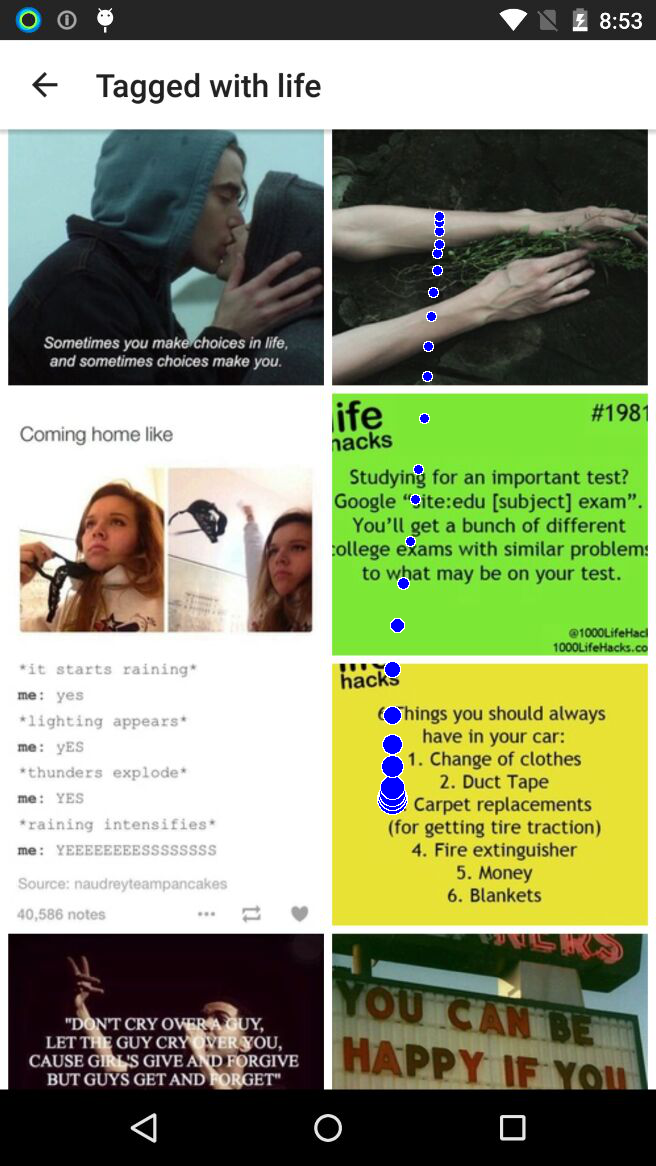 8:53
Tagged with life
Sometimes you make choices in life,
and sometimes choices make you.
Coming home like
*it starts raining*
me: yes
*lighting appears*
me: yES
*thunders explode*
me: YES
*raining intensifies*
me: YEEEEEEEESSSSSSSS
Source: naudreyteampancakes
40,586 notes
"DON'T CRY OVER A GUY,
LET THE GUY CRY OVER YOU,
CAUSE GIRL'S GIVE AND FORGIVE
BUT GUYS GET AND FORGET"
ife #1981
hacks
Studying for an important test?
Google “site:edu [subject] exam”.
You’ll get a bunch of different
ollege exams with similar problems
to what may be on your test.
@1000LifeHacl
1000LifeHacks.co
hacks
6 Things you should always
have in your car:
1. Change of clothes
2. Duct Tape
Carpet replacements
(for getting tire traction)
4. Fire extinguisher
5. Money
6. Blankets
YOU CAN BE
HAPPY IF YOU